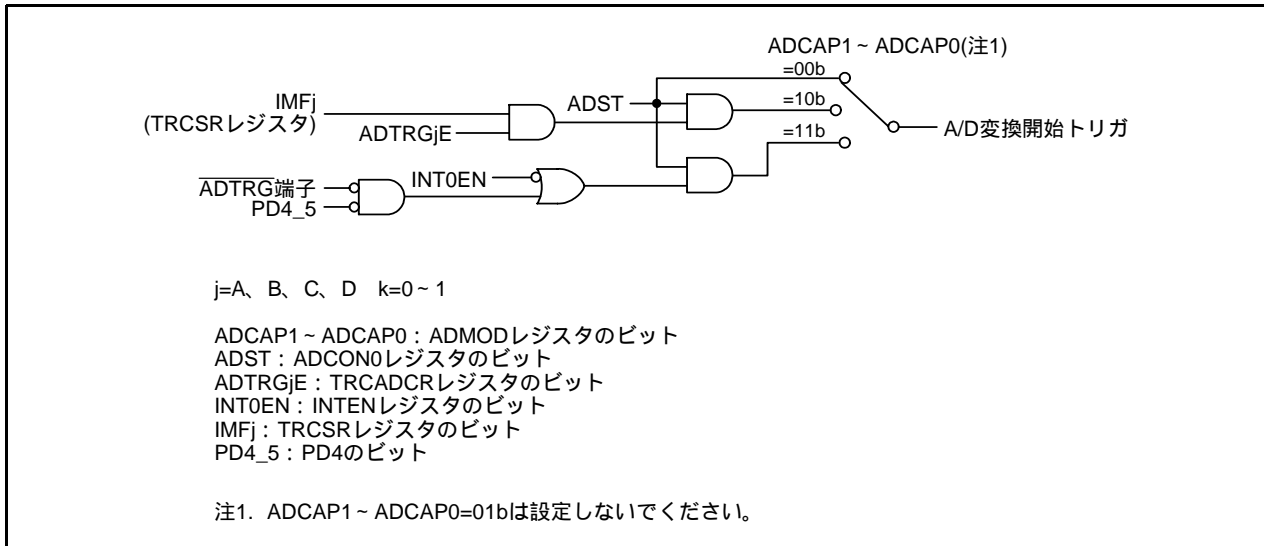 ADCAP1～ADCAP0(注1)
=00b
IMFj
(TRCSRレジスタ)
ADTRGjE
ADST
=10b
=11b
A/D変換開始トリガ
ADTRG端子
PD4_5
INT0EN
j=A、B、C、D k=0～1
ADCAP1～ADCAP0：ADMODレジスタのビット
ADST：ADCON0レジスタのビット
ADTRGjE：TRCADCRレジスタのビット
INT0EN：INTENレジスタのビット
IMFj：TRCSRレジスタのビット
PD4_5：PD4のビット
注1. ADCAP1～ADCAP0=01bは設定しないでください。